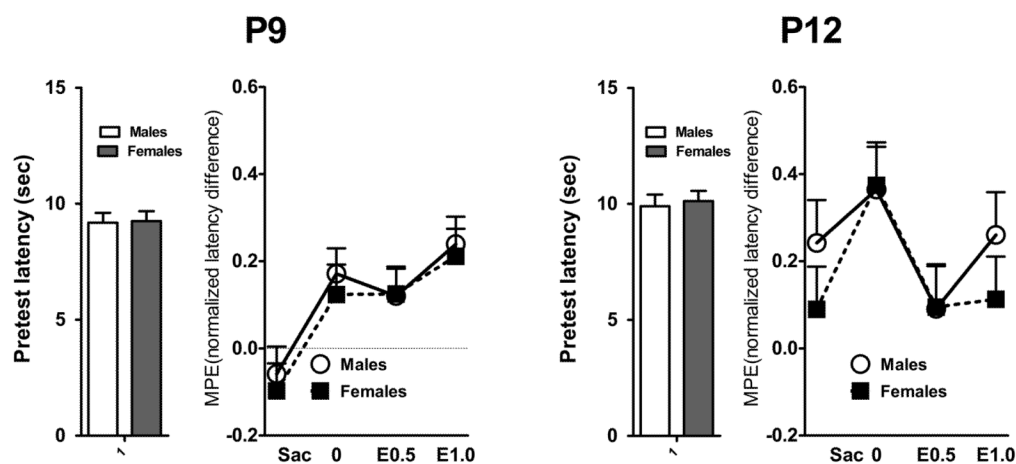 P9
P12
15
10
5
0
Pretest latency (sec)
Males
Females
1
0.6
0.4
0.2
0.0
-0.2
MPE(normalized latency difference)
Males
Females
Sac 0 E0.5 E1.0
15
10
5
0
Pretest latency (sec)
Males
Females
1
0.6
0.4
0.2
0.0
-0.2
MPE(normalized latency difference)
Males
Females
Sac 0 E0.5 E1.0